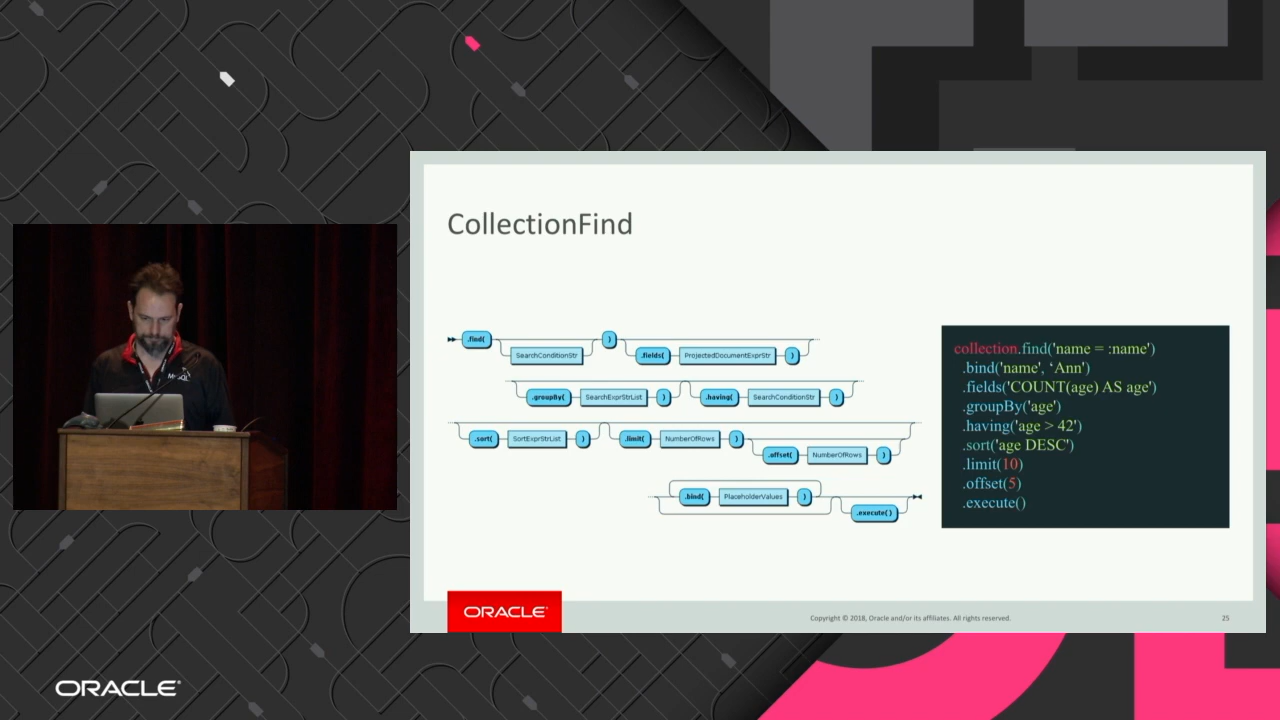 CollectionFind
.find(
SearchConditionStr
)
.fields(
ProjectedDocumentExprStr
)
.groupBy(
SearchExprStrList
)
.having(
SearchConditionStr
)
.sort(
SortExprStrList
)
.limit(
NumberOfRows
)
.offset(
NumberOfRows
)
.bind(
PlaceholderValues
)
.execute( )
collection.find('name = :name')
.bind('name', ‘Ann')
.fields('COUNT(age) AS age')
.groupBy('age')
.having('age > 42')
.sort('age DESC')
.limit(10)
.offset(5)
.execute()
MySQL
ORACLE
Copyright © 2018, Oracle and/or its affiliates. All rights reserved.
25
ORACLE